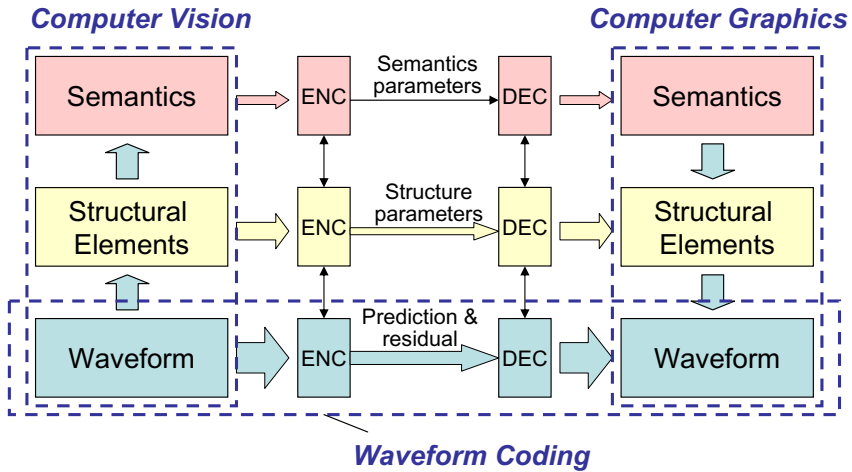 Computer Vision
Computer Graphics
Semantics
ENC
Semantics
parameters
DEC
Semantics
Structural
Elements
ENC
Structure
parameters
DEC
Structural
Elements
Waveform
ENC
Prediction &
residual
DEC
Waveform
Waveform Coding